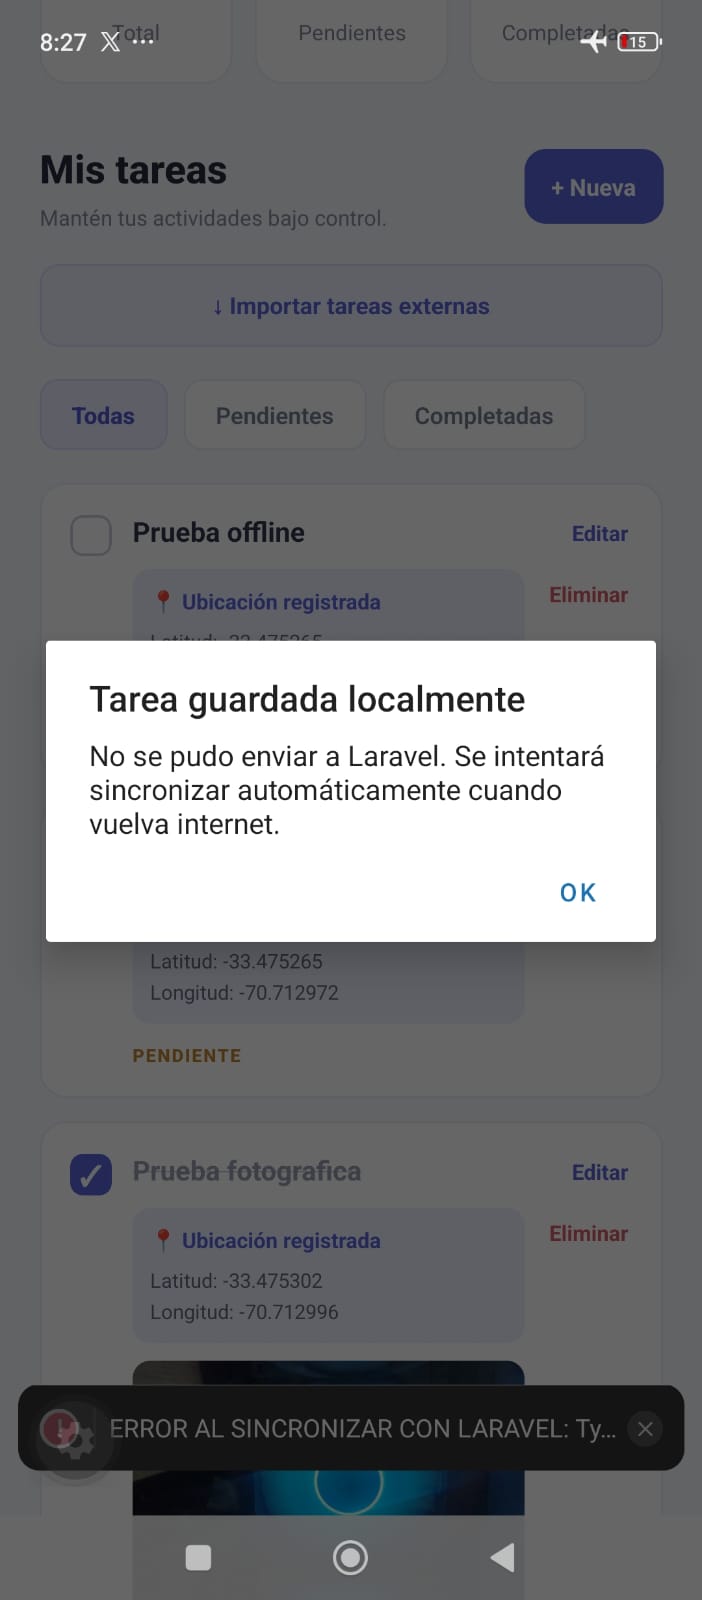 8:27 X ... 15
Total
Pendientes
Completadas
Mis tareas
+ Nueva
Mantén tus actividades bajo control.
↓ Importar tareas externas
Todas
Pendientes
Completadas
Prueba offline
Editar
📍 Ubicación registrada
Eliminar
Latitud: -33.475265
Tarea guardada localmente
No se pudo enviar a Laravel. Se intentará
sincronizar automáticamente cuando
vuelva internet.
OK
Latitud: -33.475265
Longitud: -70.712972
PENDIENTE
Prueba fotografica
Editar
📍 Ubicación registrada
Eliminar
Latitud: -33.475302
Longitud: -70.712996
! ERROR AL SINCRONIZAR CON LARAVEL: Ty...